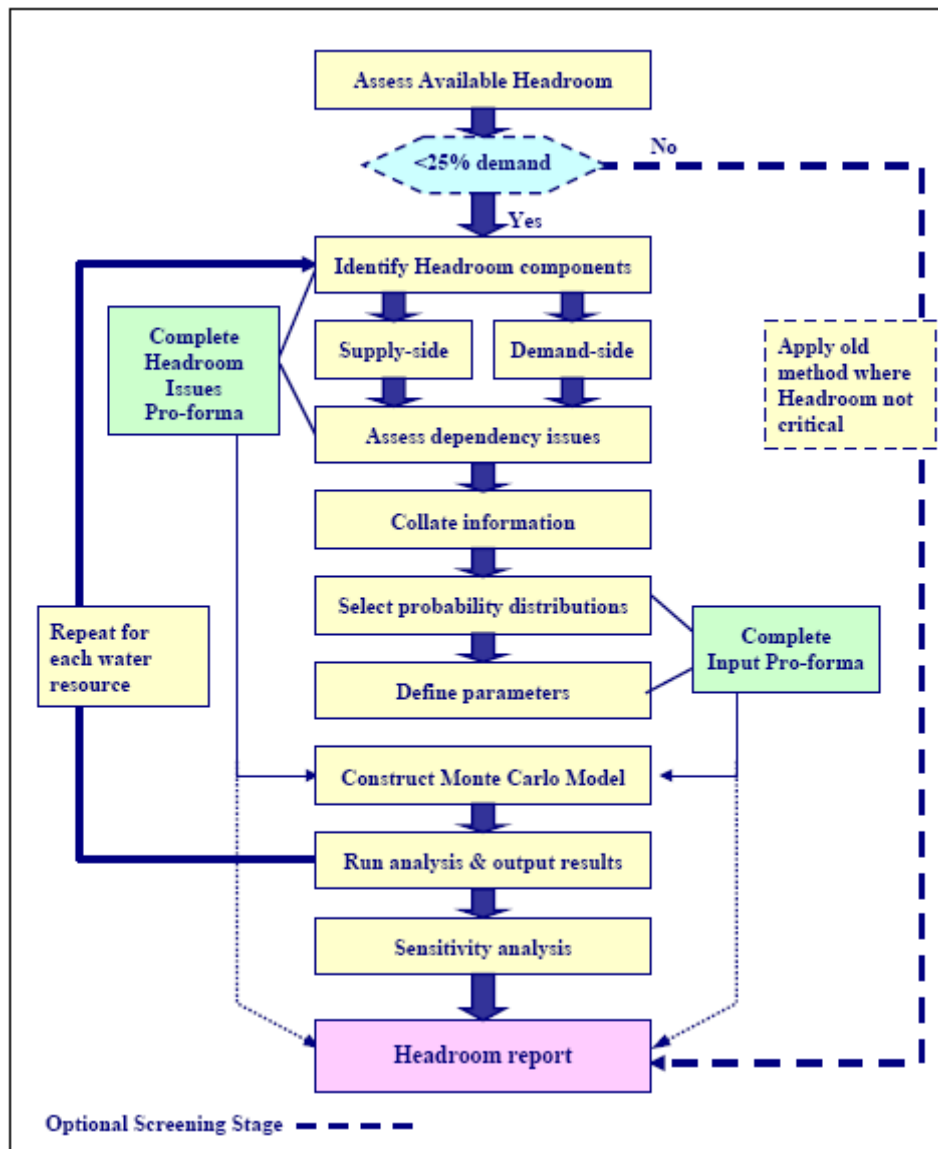 Assess Available Headroom
<25% demand
No
Yes
Identify Headroom components
Complete
Headroom
Issues
Pro-forma
Supply-side
Demand-side
Apply old
method where
Headroom not
critical
Assess dependency issues
Collate information
Select probability distributions
Repeat for
each water
resource
Complete
Input Pro-forma
Define parameters
Construct Monte Carlo Model
Run analysis & output results
Sensitivity analysis
Headroom report
Optional Screening Stage